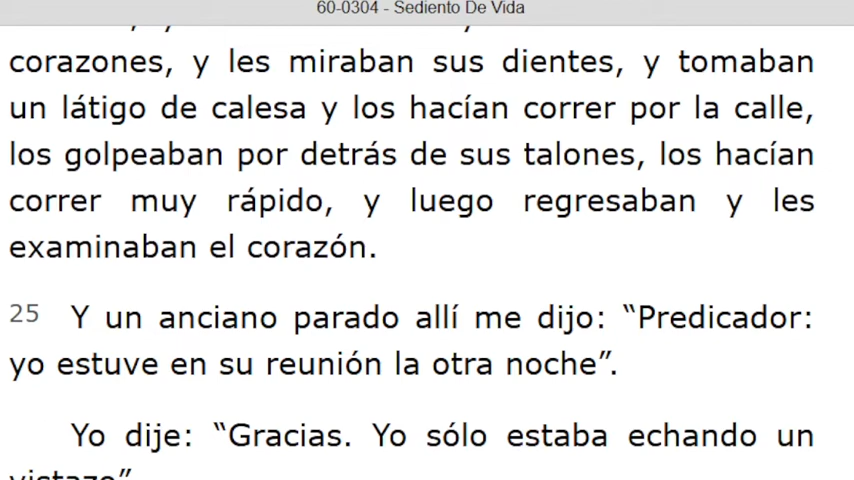 60-0304 - Sediento De Vida
corazones, y les miraban sus dientes, y tomaban
un látigo de calesa y los hacían correr por la calle,
los golpeaban por detrás de sus talones, los hacían
correr muy rápido, y luego regresaban y les
examinaban el corazón.
25 Y un anciano parado allí me dijo: “Predicador:
yo estuve en su reunión la otra noche”.
Yo dije: “Gracias. Yo sólo estaba echando un
vistazo”